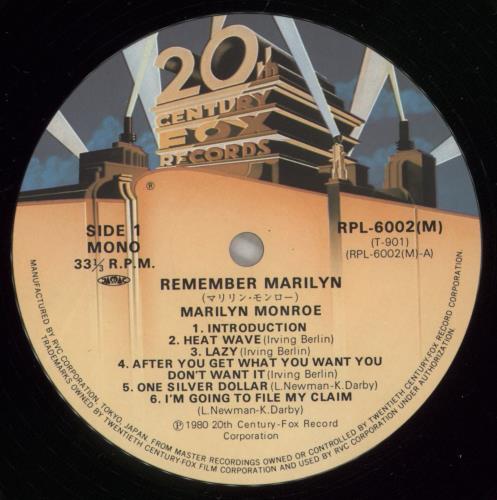 20th
CENTURY
FOX
RECORDS
®
SIDE 1
MONO
33⅓ R.P.M.
RPL-6002(M)
(T-901)
(RPL-6002(M)-A)
REMEMBER MARILYN
(マリリン・モンロー)
MARILYN MONROE
1. INTRODUCTION
2. HEAT WAVE (Irving Berlin)
3. LAZY (Irving Berlin)
4. AFTER YOU GET WHAT YOU WANT YOU
DON'T WANT IT (Irving Berlin)
5. ONE SILVER DOLLAR (L.Newman-K.Darby)
6. I'M GOING TO FILE MY CLAIM
(L.Newman-K.Darby)
Ⓟ 1980 20th Century-Fox Record
Corporation
MANUFACTURED BY RVC CORPORATION, TOKYO, JAPAN, FROM MASTER RECORDINGS OWNED OR CONTROLLED BY TWENTIETH CENTURY-FOX RECORD CORPORATION.
TRADEMARKS OWNED BY TWENTIETH CENTURY-FOX FILM CORPORATION AND USED BY RVC CORPORATION UNDER AUTHORIZATION.